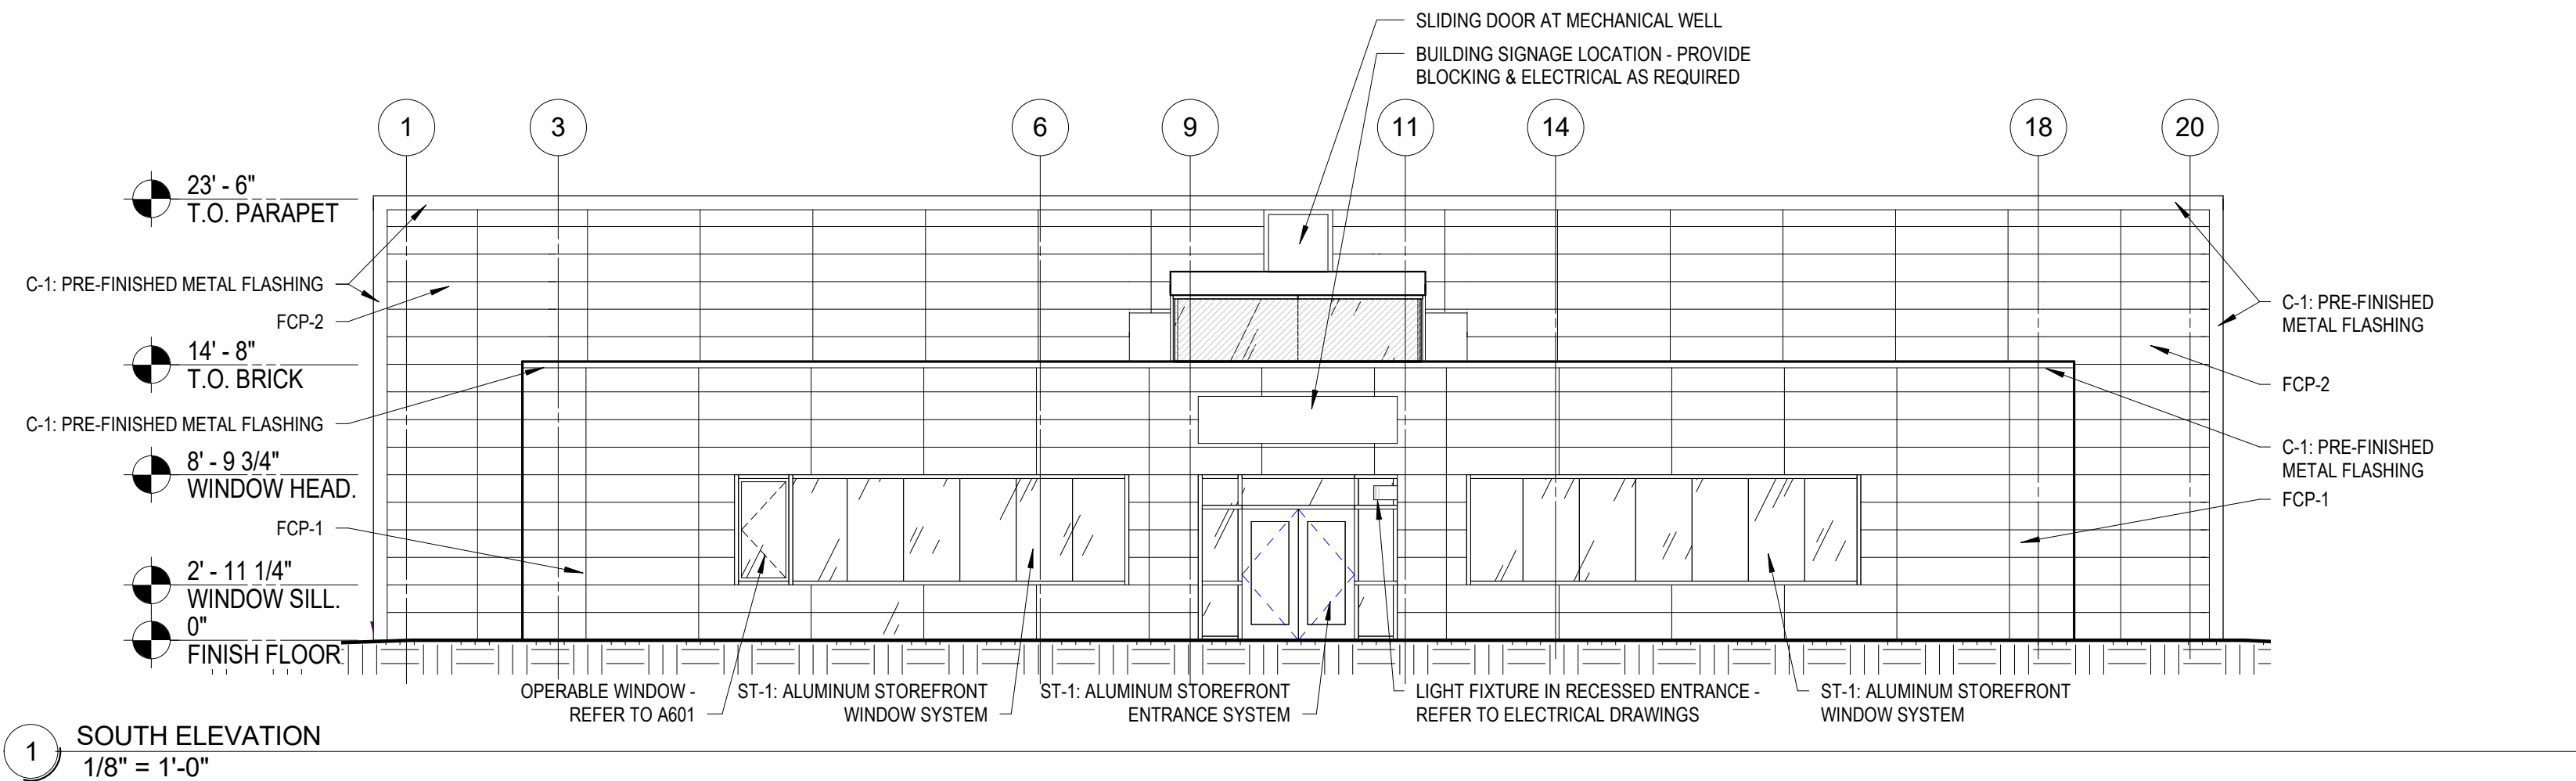 SLIDING DOOR AT MECHANICAL WELL
BUILDING SIGNAGE LOCATION - PROVIDE
BLOCKING & ELECTRICAL AS REQUIRED
1
3
6
9
11
14
18
20
23' - 6"
T.O. PARAPET
C-1: PRE-FINISHED METAL FLASHING
FCP-2
14' - 8"
T.O. BRICK
C-1: PRE-FINISHED METAL FLASHING
8' - 9 3/4"
WINDOW HEAD.
FCP-1
2' - 11 1/4"
WINDOW SILL.
0"
FINISH FLOOR
C-1: PRE-FINISHED
METAL FLASHING
FCP-2
C-1: PRE-FINISHED
METAL FLASHING
FCP-1
OPERABLE WINDOW -
REFER TO A601
ST-1: ALUMINUM STOREFRONT
WINDOW SYSTEM
ST-1: ALUMINUM STOREFRONT
ENTRANCE SYSTEM
LIGHT FIXTURE IN RECESSED ENTRANCE -
REFER TO ELECTRICAL DRAWINGS
ST-1: ALUMINUM STOREFRONT
WINDOW SYSTEM
1
SOUTH ELEVATION
1/8" = 1'-0"